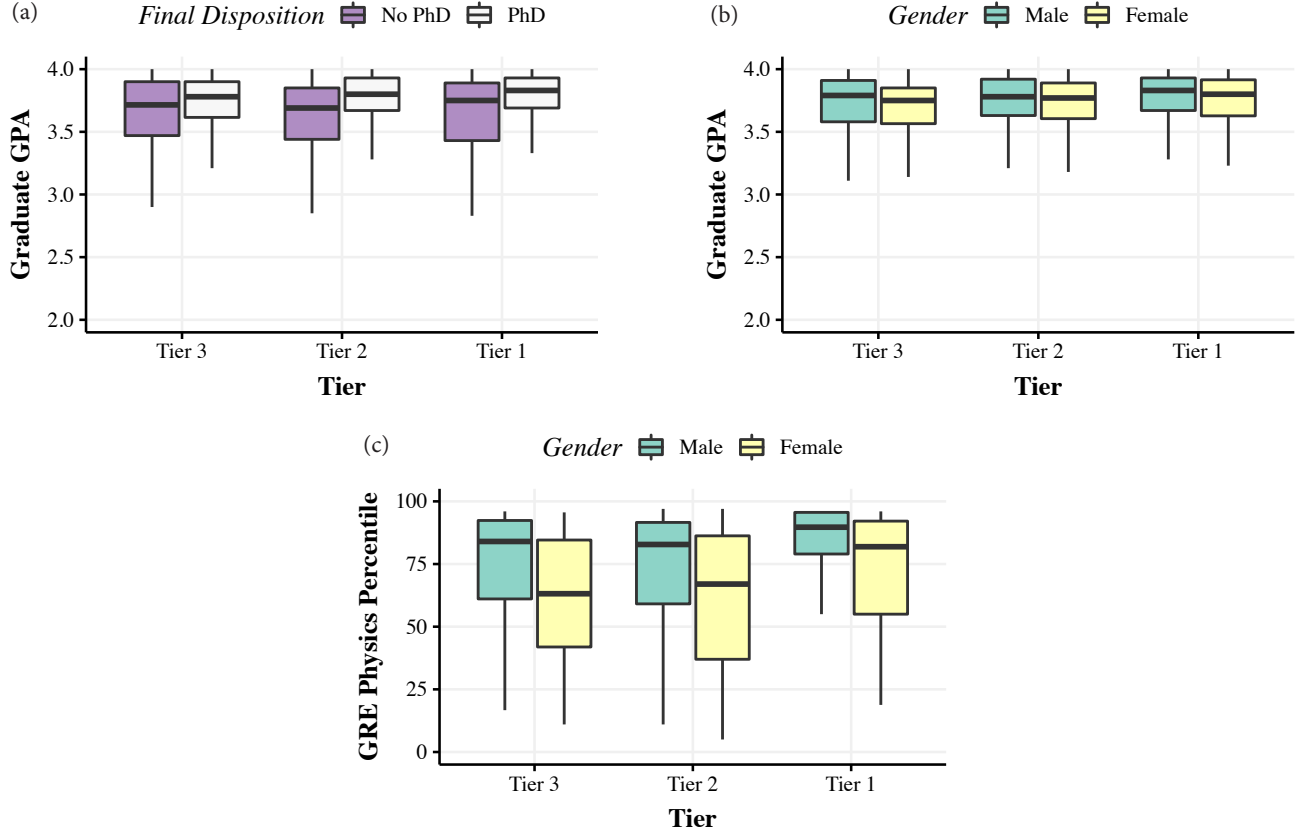 (a)
Final Disposition No PhD PhD
Graduate GPA
4.0
3.5
3.0
2.5
2.0
Tier 3 Tier 2 Tier 1
Tier
(b)
Gender Male Female
Graduate GPA
4.0
3.5
3.0
2.5
2.0
Tier 3 Tier 2 Tier 1
Tier
(c)
Gender Male Female
GRE Physics Percentile
100
75
50
25
0
Tier 3 Tier 2 Tier 1
Tier